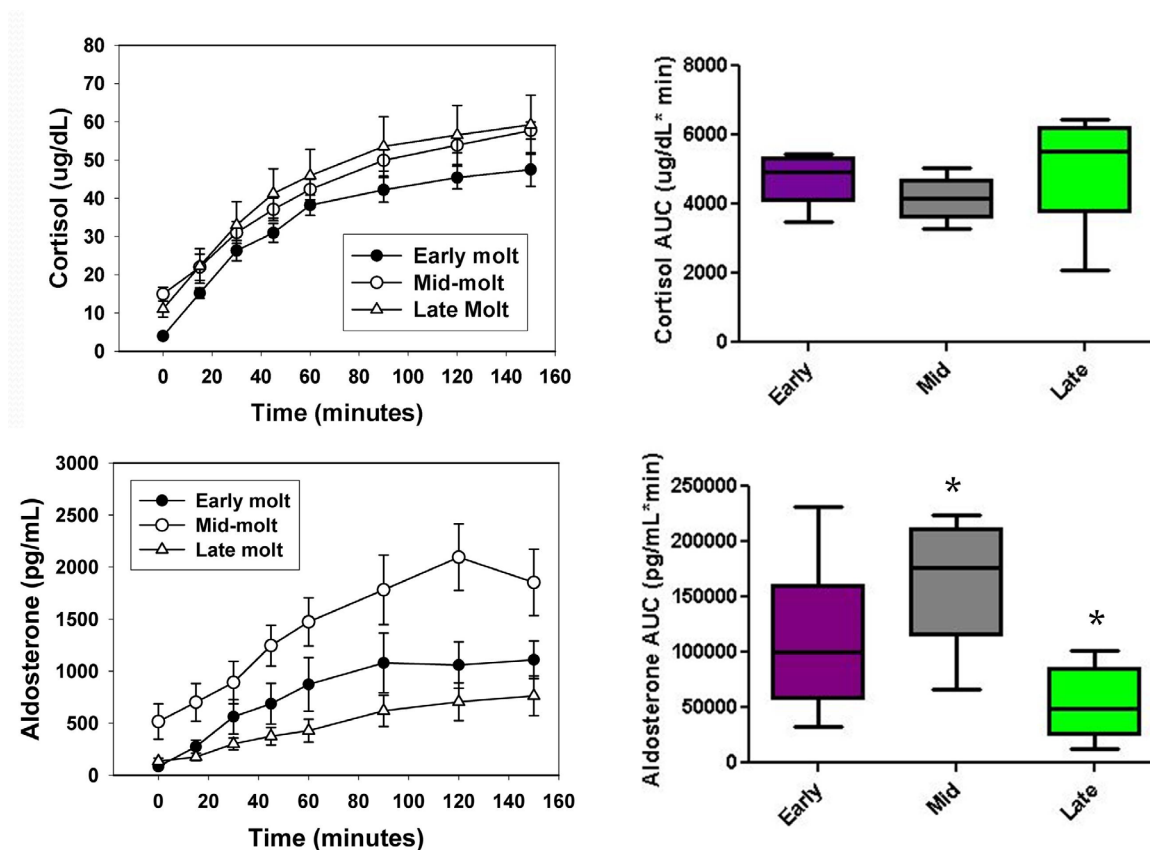 Cortisol (ug/dL)
80
70
60
50
40
30
20
10
0
Early molt
Mid-molt
Late Molt
0 20 40 60 80 100 120 140 160
Time (minutes)
Cortisol AUC (ug/dL* min)
8000
6000
4000
2000
0
Early Mid Late
Aldosterone (pg/mL)
3000
2500
2000
1500
1000
500
0
Early molt
Mid-molt
Late molt
0 20 40 60 80 100 120 140 160
Time (minutes)
Aldosterone AUC (pg/mL*min)
250000
200000
150000
100000
50000
0
*
*
Early Mid Late